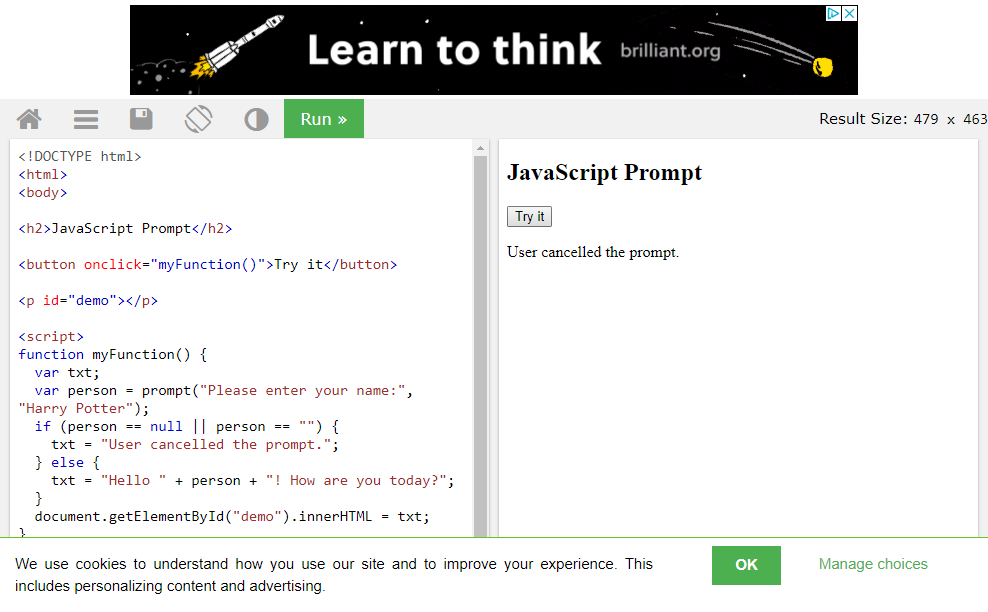 Learn to think brilliant.org
Run » Result Size: 479 x 463
<!DOCTYPE html>
<html>
<body>
<h2>JavaScript Prompt</h2>
<button onclick="myFunction()">Try it</button>
<p id="demo"></p>
<script>
function myFunction() {
  var txt;
  var person = prompt("Please enter your name:",
"Harry Potter");
  if (person == null || person == "") {
    txt = "User cancelled the prompt.";
  } else {
    txt = "Hello " + person + "! How are you today?";
  }
  document.getElementById("demo").innerHTML = txt;
}
JavaScript Prompt
Try it
User cancelled the prompt.
We use cookies to understand how you use our site and to improve your experience. This
includes personalizing content and advertising.
OK
Manage choices